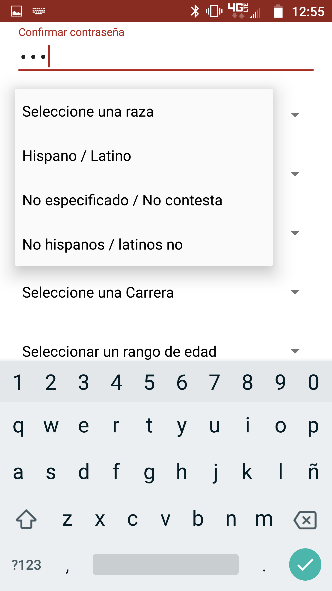 4G 12:55
Confirmar contraseña
Seleccione una raza
Hispano / Latino
No especificado / No contesta
No hispanos / latinos no
Seleccione una Carrera
Seleccionar un rango de edad
1 2 3 4 5 6 7 8 9 0
q w e r t y u i o p
a s d f g h j k l ñ
z x c v b n m
?123 , .